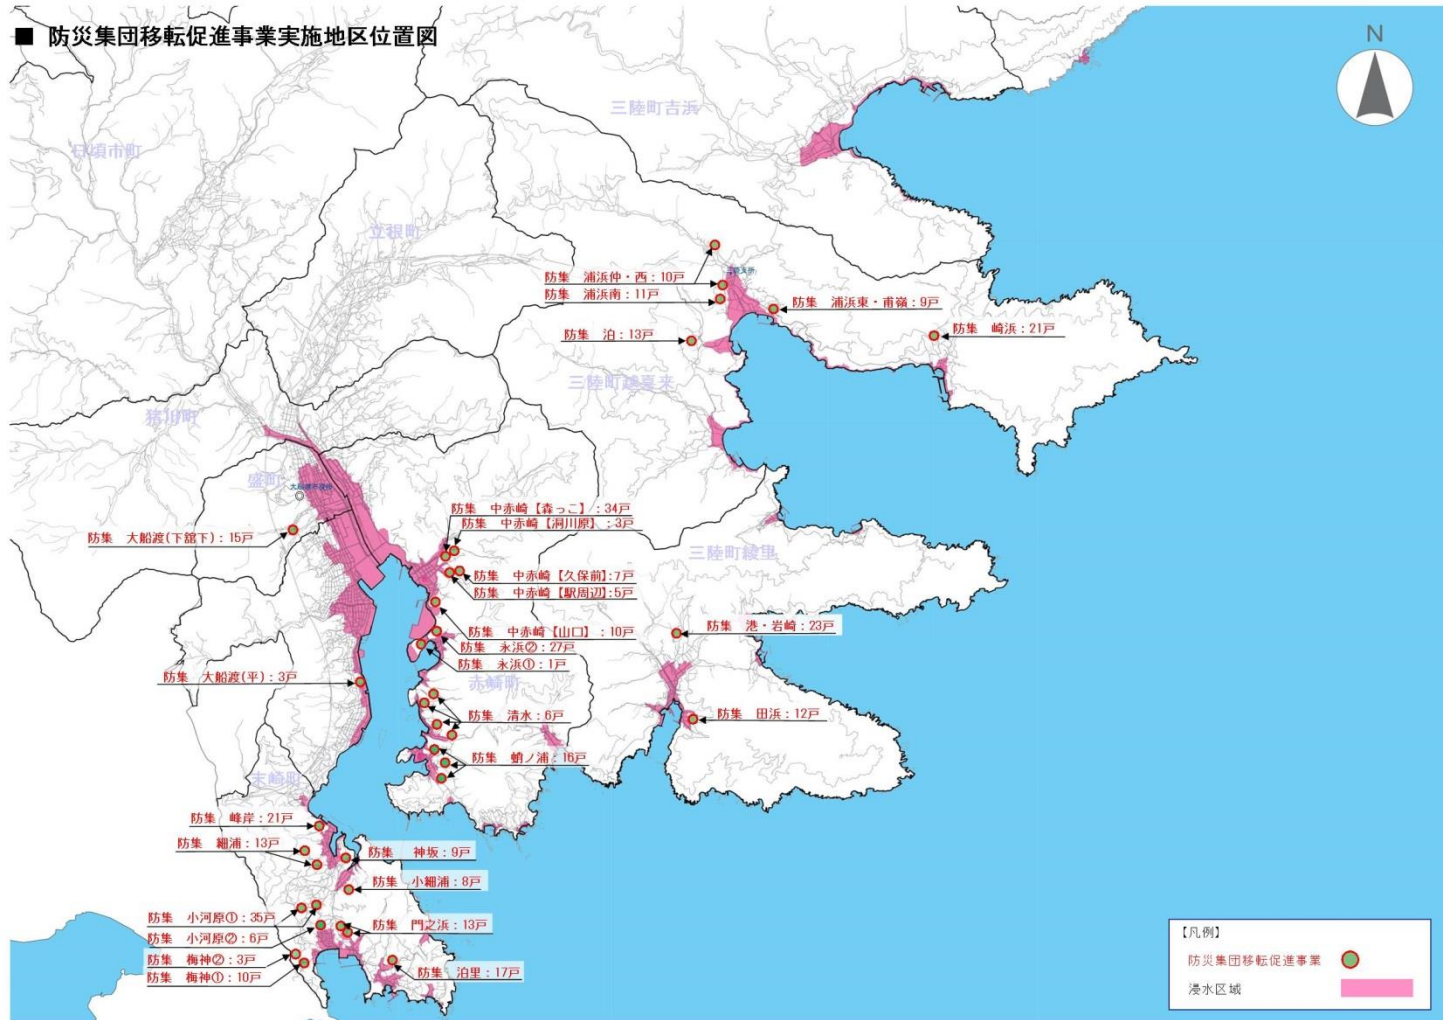 ■ 防災集団移転促進事業実施地区位置図
N
三陸町吉浜
日頃市町
立根町
防集 浦浜仲・西：10戸
防集 浦浜南：11戸
防集 浦浜東・甫嶺：9戸
防集 泊：13戸
防集 崎浜：21戸
三陸町越喜来
猪川町
盛町
防集 大船渡(下舘下)：15戸
防集 中赤崎【森っこ】：34戸
防集 中赤崎【洞川原】：3戸
三陸町綾里
防集 中赤崎【久保前】：7戸
防集 中赤崎【駅周辺】：5戸
防集 中赤崎【山口】：10戸
防集 港・岩崎：23戸
防集 永浜②：27戸
防集 永浜①：1戸
防集 大船渡(平)：3戸
赤崎町
防集 清水：6戸
防集 田浜：12戸
防集 蛸ノ浦：16戸
末崎町
防集 峰岸：21戸
防集 細浦：13戸
防集 神坂：9戸
防集 小細浦：8戸
防集 小河原①：35戸
防集 門之浜：13戸
防集 小河原②：6戸
防集 梅神②：3戸
防集 梅神①：10戸
防集 泊里：17戸
【凡例】
防災集団移転促進事業
浸水区域